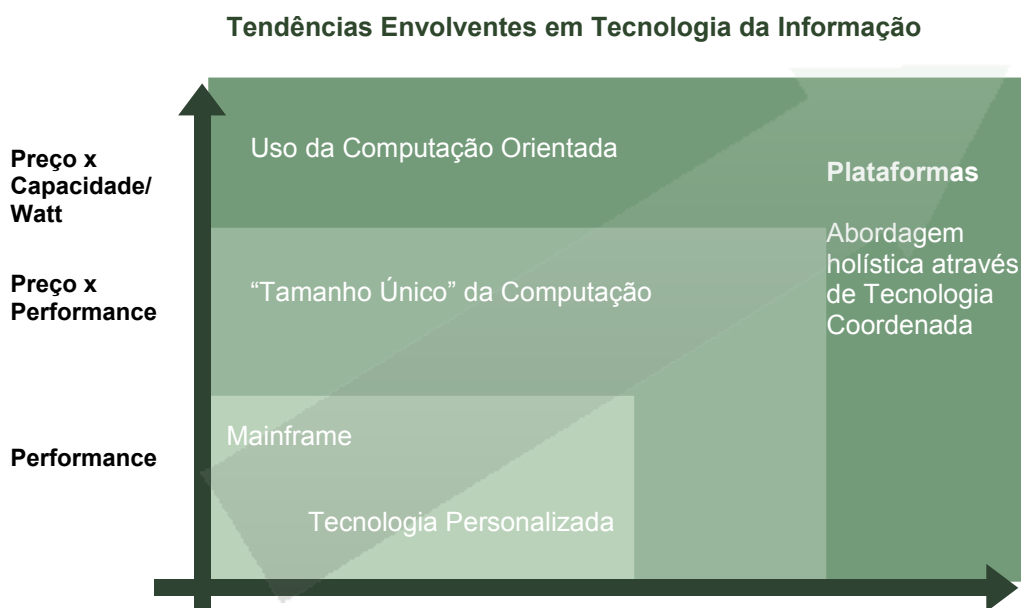 Tendências Envolventes em Tecnologia da Informação
Preço x
Capacidade/
Watt
Uso da Computação Orientada
Plataformas
Abordagem
holística através
de Tecnologia
Coordenada
Preço x
Performance
“Tamanho Único” da Computação
Performance
Mainframe
Tecnologia Personalizada